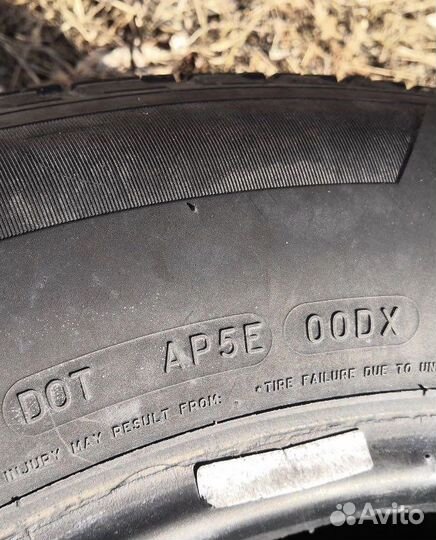 DOT AP5E 00DX
INJURY MAY RESULT FROM: •TIRE FAILURE DUE TO UN
Avito